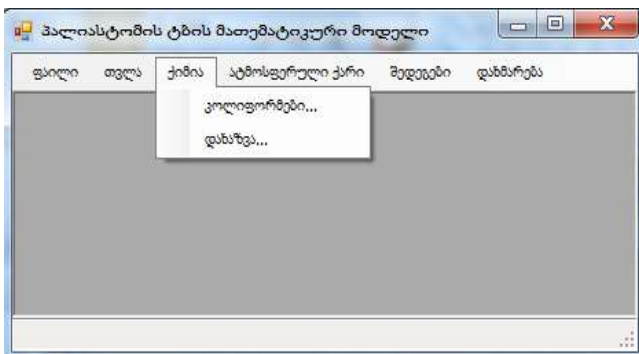 პალიასტომის ტბის მათემატიკური მოდელი
ფაილი თვლა ქიმია ატმოსფერული ქარი შედეგები დახმარება
კოლიფორმები...
დახაზვა...